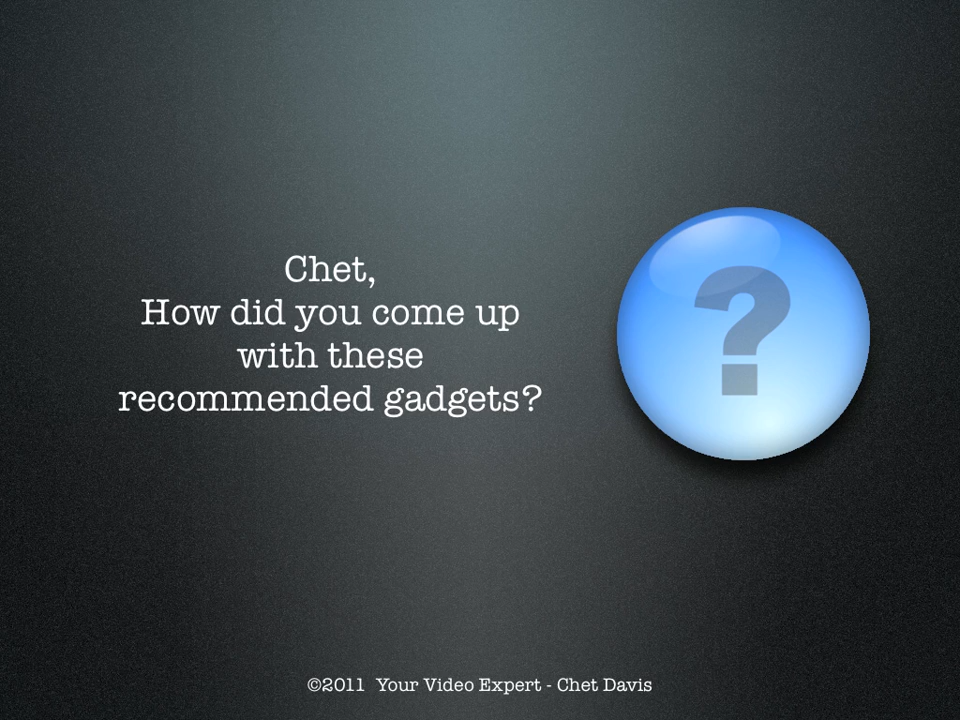 Chet,
How did you come up
with these
recommended gadgets?
?
©2011 Your Video Expert - Chet Davis